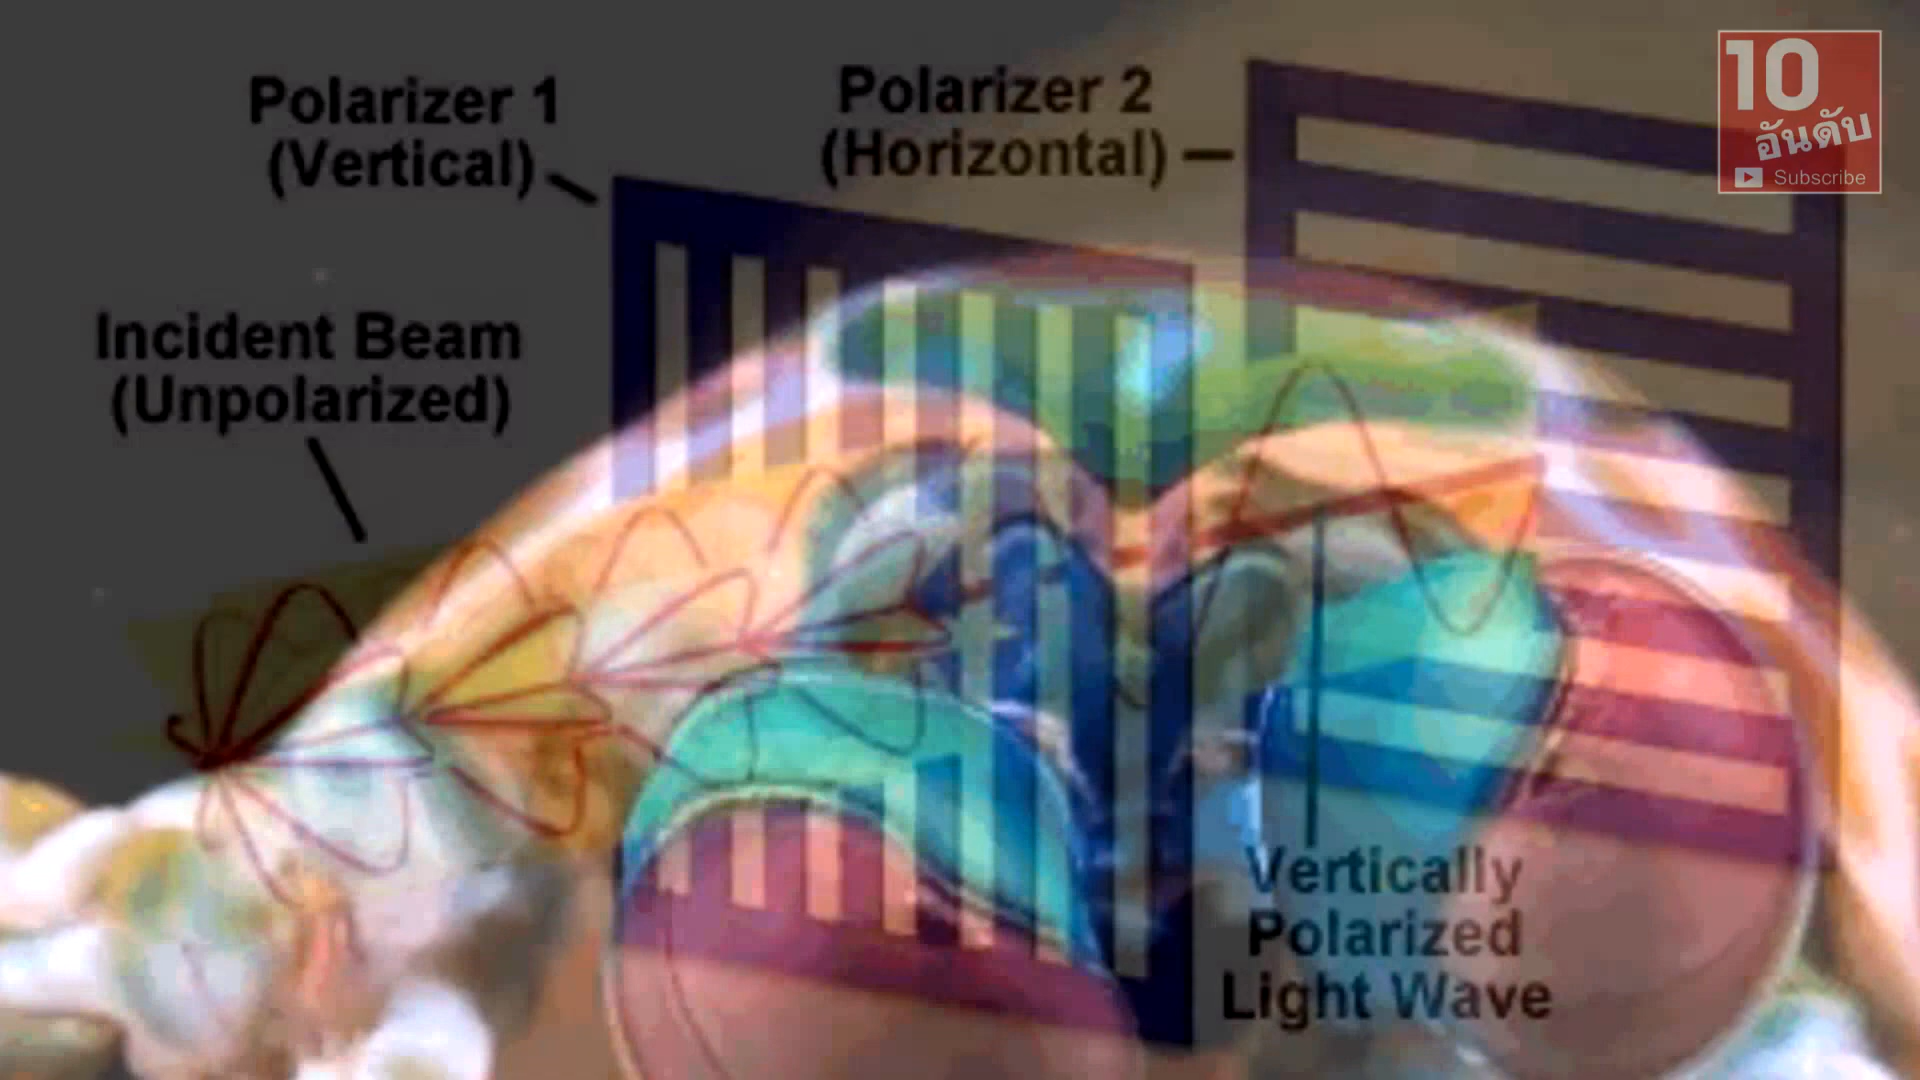 Polarizer 1
(Vertical)
Polarizer 2
(Horizontal)
Incident Beam
(Unpolarized)
Vertically
Polarized
Light Wave
10
อันดับ
Subscribe